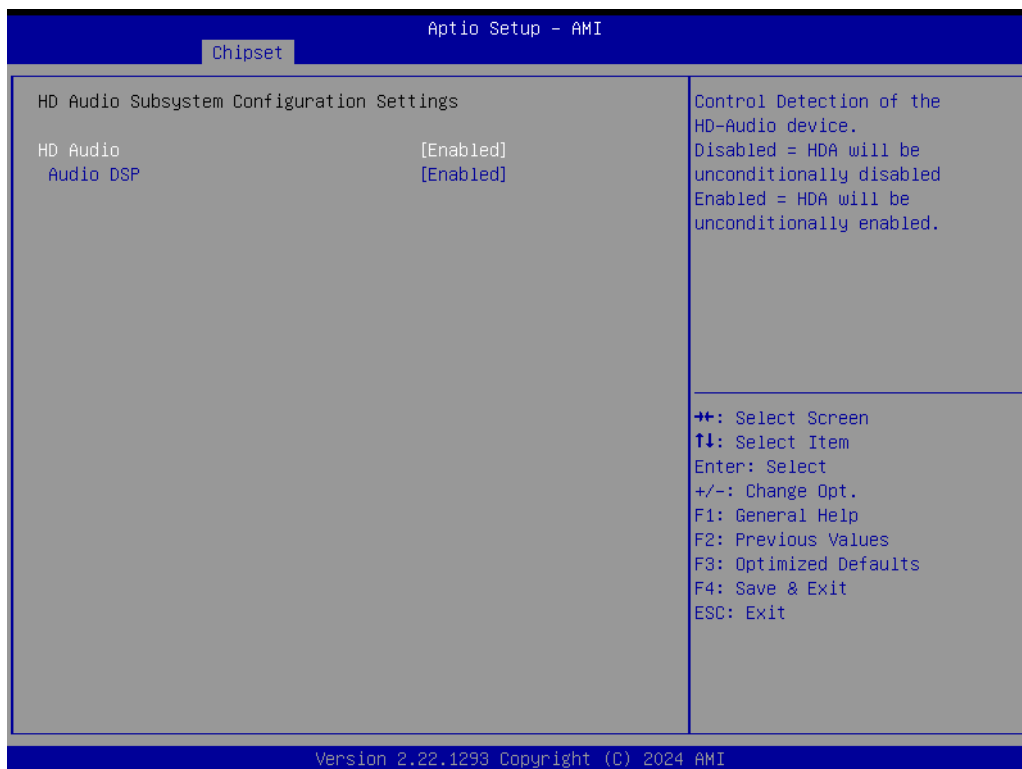 Aptio Setup – AMI
Chipset
HD Audio Subsystem Configuration Settings
HD Audio [Enabled]
Audio DSP [Enabled]
Control Detection of the
HD-Audio device.
Disabled = HDA will be
unconditionally disabled
Enabled = HDA will be
unconditionally enabled.
→←: Select Screen
↑↓: Select Item
Enter: Select
+/-: Change Opt.
F1: General Help
F2: Previous Values
F3: Optimized Defaults
F4: Save & Exit
ESC: Exit
Version 2.22.1293 Copyright (C) 2024 AMI